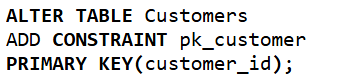 ALTER TABLE Customers
ADD CONSTRAINT pk_customer
PRIMARY KEY(customer_id);